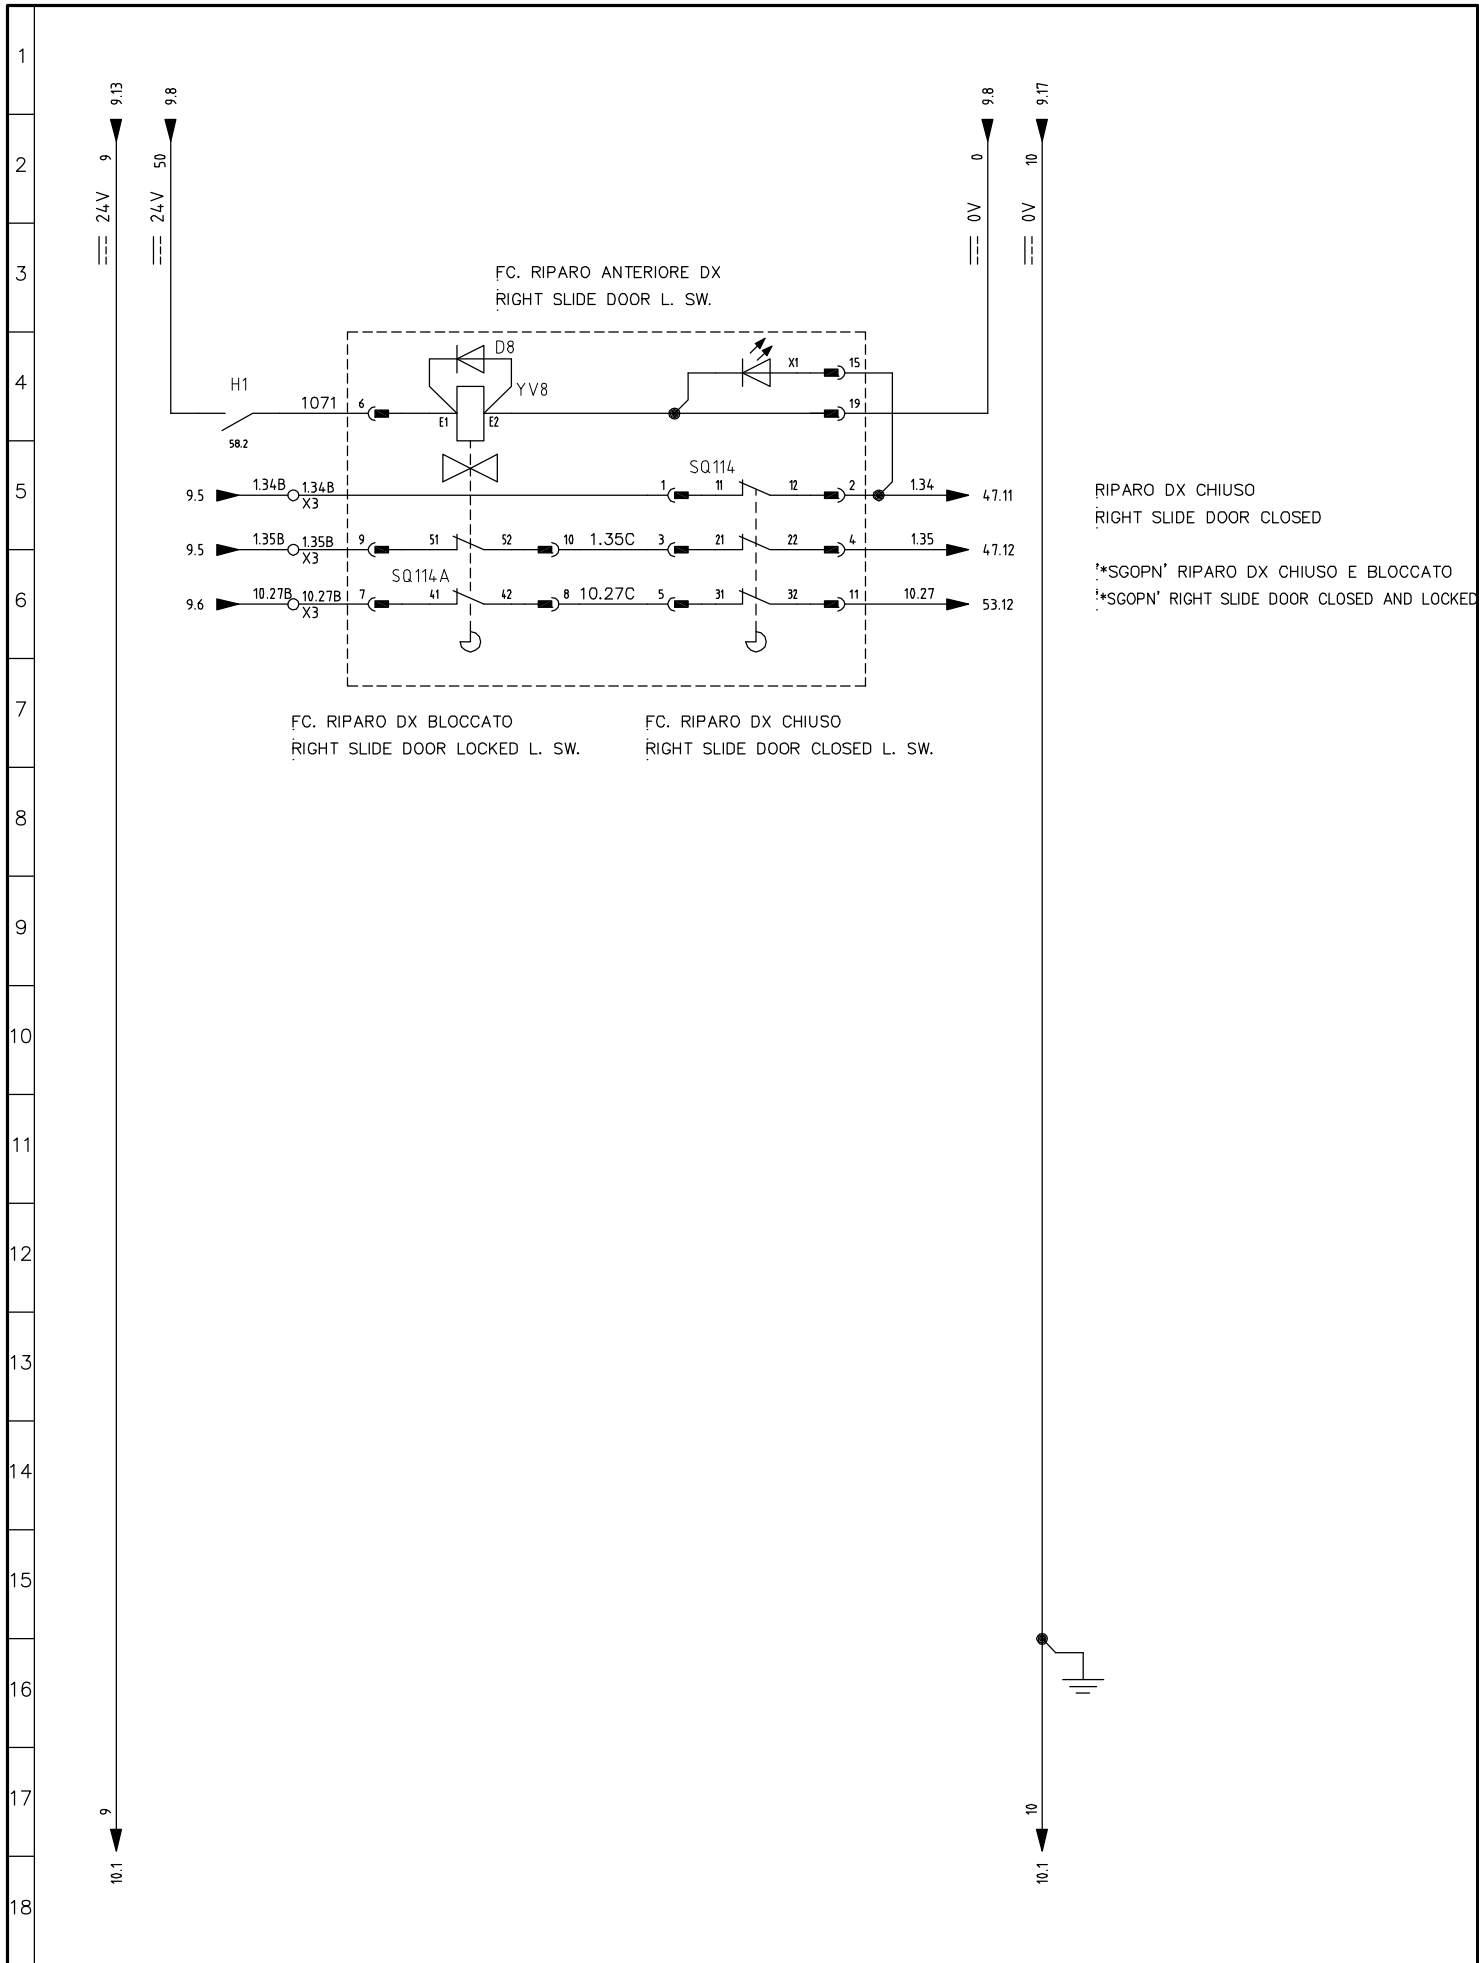 1
9.13
9.8
9.8
9.17
2
9
50
0
10
24V
24V
0V
0V
3
FC. RIPARO ANTERIORE DX
RIGHT SLIDE DOOR L. SW.
4
D8
X1
15
H1
YV8
1071
6
E1
E2
19
58.2
5
SQ114
9.5
1.34B
1.34B
X3
1
11
12
2
1.34
47.11
RIPARO DX CHIUSO
RIGHT SLIDE DOOR CLOSED
9.5
1.35B
1.35B
X3
9
51
52
10
1.35C
3
21
22
4
1.35
47.12
SQ114A
'*SGOPN' RIPARO DX CHIUSO E BLOCCATO
'*SGOPN' RIGHT SLIDE DOOR CLOSED AND LOCKED
6
9.6
10.27B
10.27B
X3
7
41
42
8
10.27C
5
31
32
11
10.27
53.12
7
FC. RIPARO DX BLOCCATO
RIGHT SLIDE DOOR LOCKED L. SW.
FC. RIPARO DX CHIUSO
RIGHT SLIDE DOOR CLOSED L. SW.
8
9
10
11
12
13
14
15
16
17
9
10
10.1
10.1
18